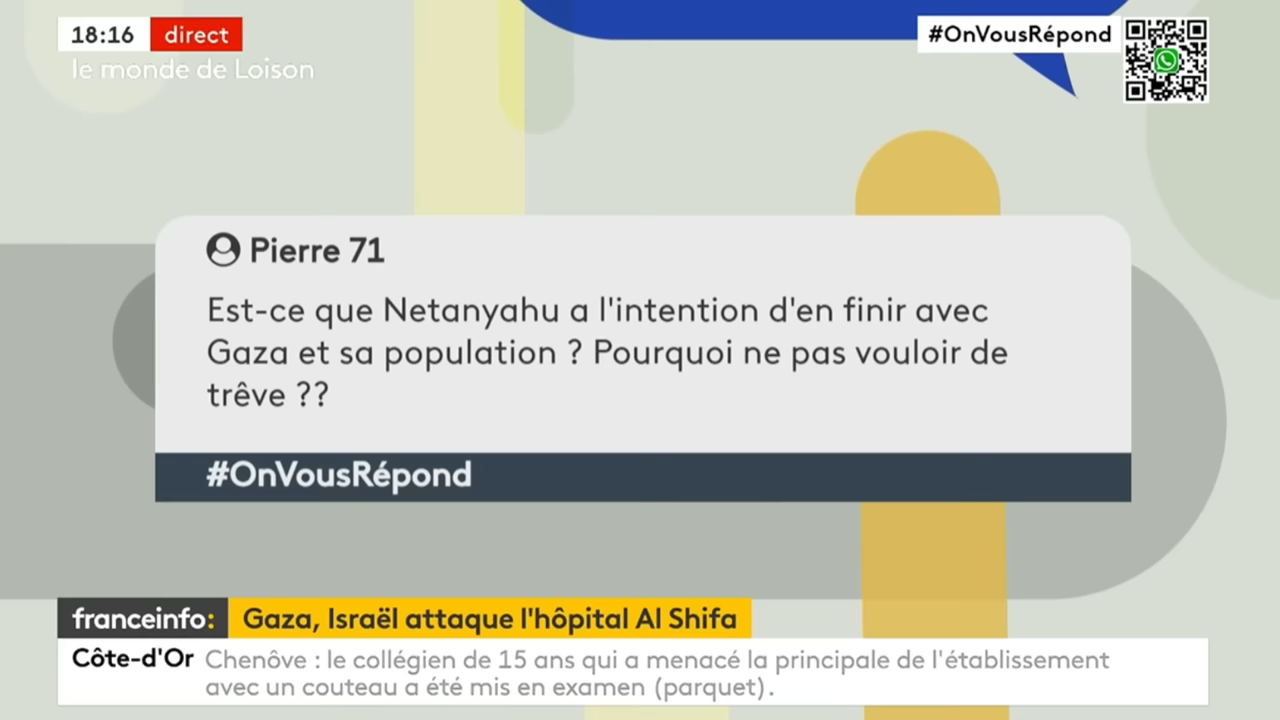 18:16 direct
le monde de Loison
#OnVousRépond
Pierre 71
Est-ce que Netanyahu a l'intention d'en finir avec
Gaza et sa population ? Pourquoi ne pas vouloir de
trêve ??
#OnVousRépond
franceinfo: Gaza, Israël attaque l'hôpital Al Shifa
Côte-d'Or Chenôve : le collégien de 15 ans qui a menacé la principale de l'établissement
avec un couteau a été mis en examen (parquet).